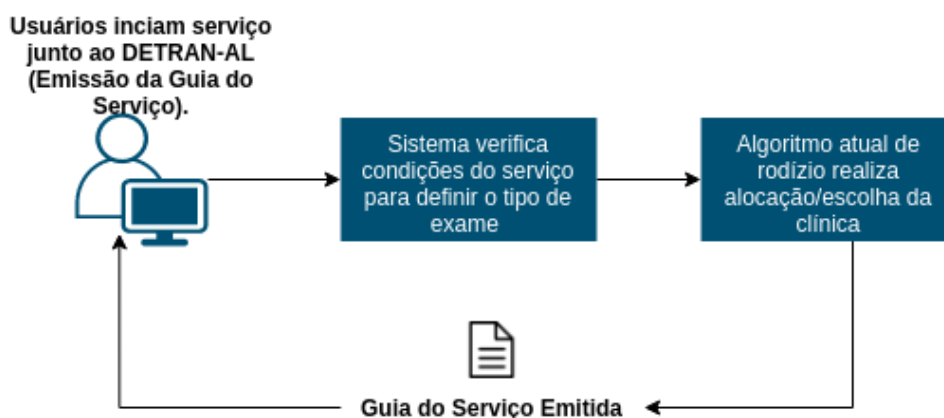 Usuários inciam serviço
junto ao DETRAN-AL
(Emissão da Guia do
Serviço).
Sistema verifica
condições do serviço
para definir o tipo de
exame
Algoritmo atual de
rodízio realiza
alocação/escolha da
clínica
Guia do Serviço Emitida